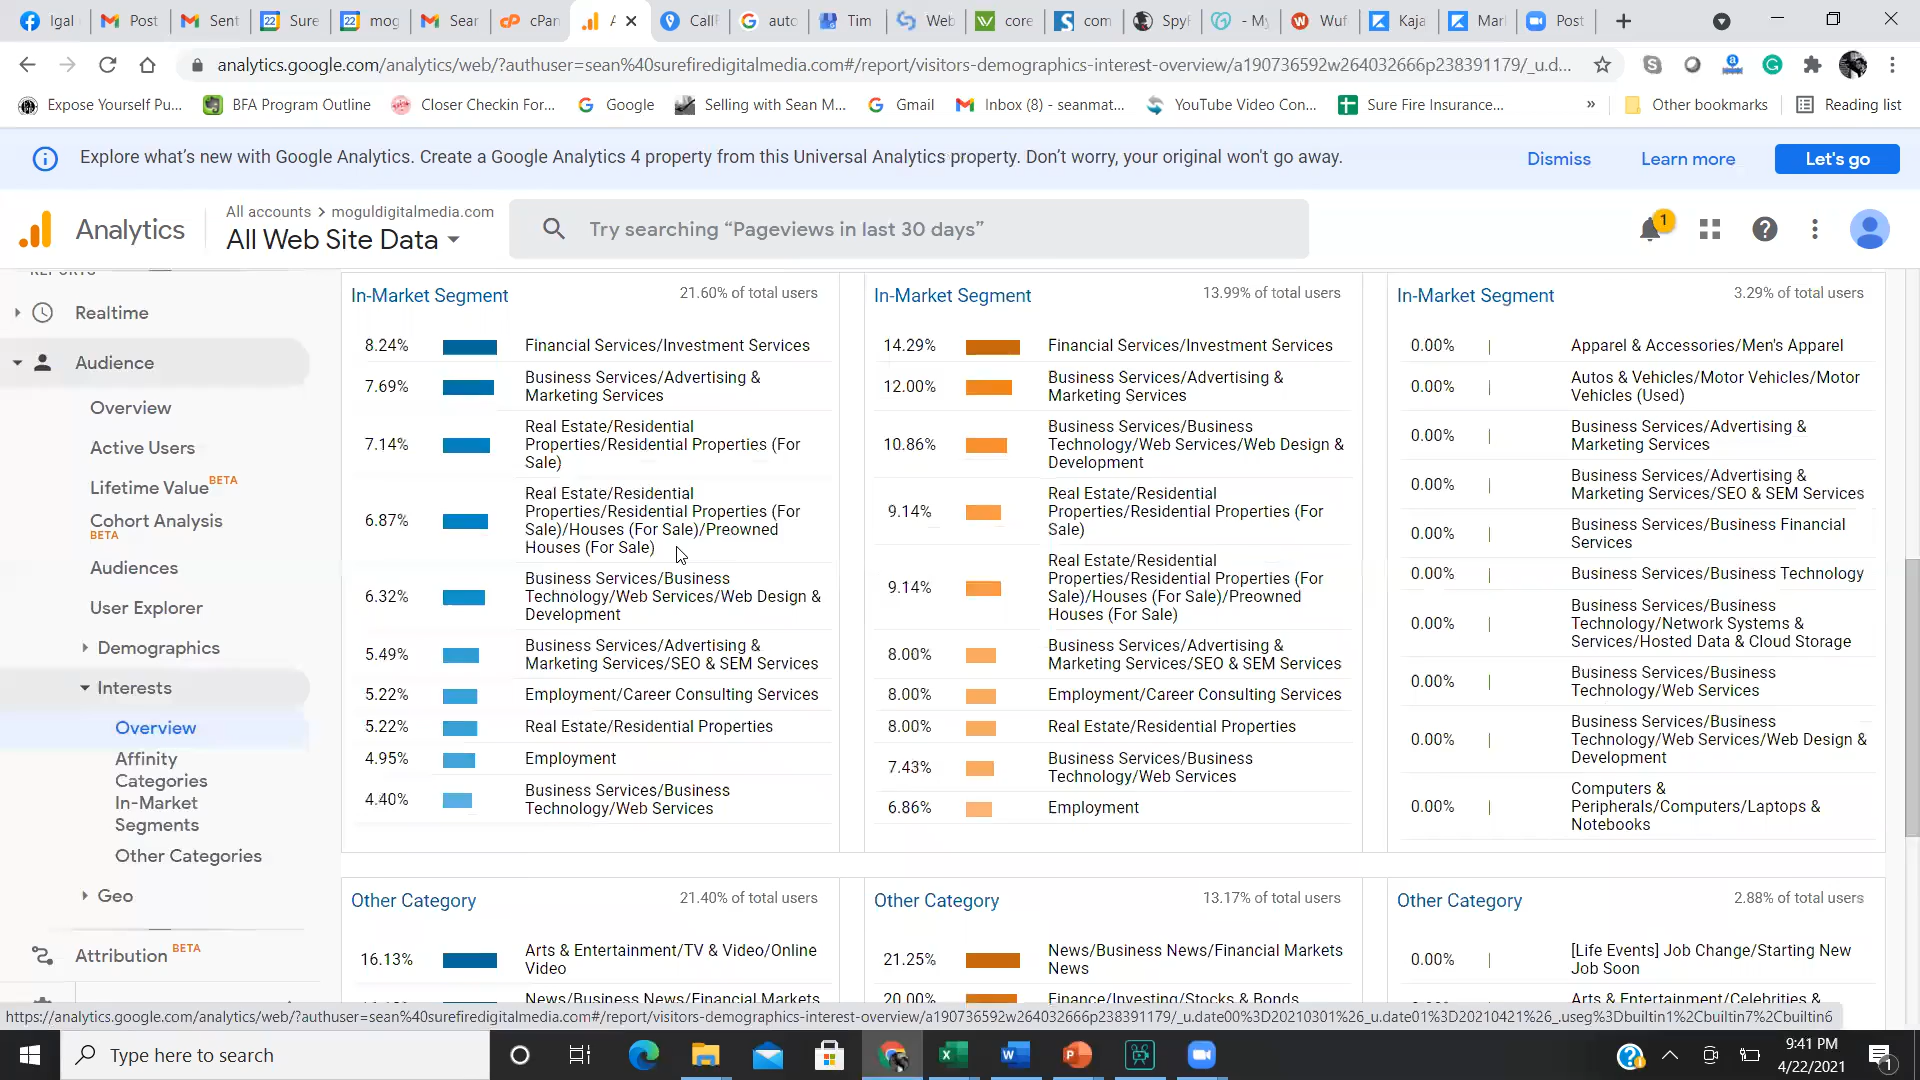 Igal
Post
Sent
Sure
mog
Sear
cPan
CallF
auto
Tim
Web
core
com
SpyF
- My
Wuf
Kaja
Mark
Post
analytics.google.com/analytics/web/?authuser=sean%40surefiredigitalmedia.com#/report/visitors-demographics-interest-overview/a190736592w264032666p238391179/_u.d...
Expose Yourself Pu...
BFA Program Outline
Closer Checkin For...
Google
Selling with Sean M...
Gmail
Inbox (8) - seanmat...
YouTube Video Con...
Sure Fire Insurance...
»
Other bookmarks
Reading list
Explore what's new with Google Analytics. Create a Google Analytics 4 property from this Universal Analytics property. Don't worry, your original won't go away.
Dismiss
Learn more
Let's go
Analytics
All accounts > moguldigitalmedia.com
All Web Site Data
Try searching "Pageviews in last 30 days"
1
REPORTS
Realtime
Audience
Overview
Active Users
Lifetime Value BETA
Cohort Analysis
BETA
Audiences
User Explorer
Demographics
Interests
Overview
Affinity
Categories
In-Market
Segments
Other Categories
Geo
Attribution BETA
In-Market Segment 21.60% of total users
8.24% Financial Services/Investment Services
7.69% Business Services/Advertising &
Marketing Services
7.14% Real Estate/Residential
Properties/Residential Properties (For
Sale)
6.87% Real Estate/Residential
Properties/Residential Properties (For
Sale)/Houses (For Sale)/Preowned
Houses (For Sale)
6.32% Business Services/Business
Technology/Web Services/Web Design &
Development
5.49% Business Services/Advertising &
Marketing Services/SEO & SEM Services
5.22% Employment/Career Consulting Services
5.22% Real Estate/Residential Properties
4.95% Employment
4.40% Business Services/Business
Technology/Web Services
In-Market Segment 13.99% of total users
14.29% Financial Services/Investment Services
12.00% Business Services/Advertising &
Marketing Services
10.86% Business Services/Business
Technology/Web Services/Web Design &
Development
9.14% Real Estate/Residential
Properties/Residential Properties (For
Sale)
9.14% Real Estate/Residential
Properties/Residential Properties (For
Sale)/Houses (For Sale)/Preowned
Houses (For Sale)
8.00% Business Services/Advertising &
Marketing Services/SEO & SEM Services
8.00% Employment/Career Consulting Services
8.00% Real Estate/Residential Properties
7.43% Business Services/Business
Technology/Web Services
6.86% Employment
In-Market Segment 3.29% of total users
0.00% Apparel & Accessories/Men's Apparel
0.00% Autos & Vehicles/Motor Vehicles/Motor
Vehicles (Used)
0.00% Business Services/Advertising &
Marketing Services
0.00% Business Services/Advertising &
Marketing Services/SEO & SEM Services
0.00% Business Services/Business Financial
Services
0.00% Business Services/Business Technology
0.00% Business Services/Business
Technology/Network Systems &
Services/Hosted Data & Cloud Storage
0.00% Business Services/Business
Technology/Web Services
0.00% Business Services/Business
Technology/Web Services/Web Design &
Development
0.00% Computers &
Peripherals/Computers/Laptops &
Notebooks
Other Category 21.40% of total users
16.13% Arts & Entertainment/TV & Video/Online
Video
News/Business News/Financial Markets
Other Category 13.17% of total users
21.25% News/Business News/Financial Markets
News
20.00% Finance/Investing/Stocks & Bonds
Other Category 2.88% of total users
0.00% [Life Events] Job Change/Starting New
Job Soon
Arts & Entertainment/Celebrities &
https://analytics.google.com/analytics/web/?authuser=sean%40surefiredigitalmedia.com#/report/visitors-demographics-interest-overview/a190736592w264032666p238391179/_u.date00%3D20210301%26_u.date01%3D20210421%26_.useg%3Dbuiltin1%2Cbuiltin7%2Cbuiltin6
Type here to search
9:41 PM
4/22/2021
1